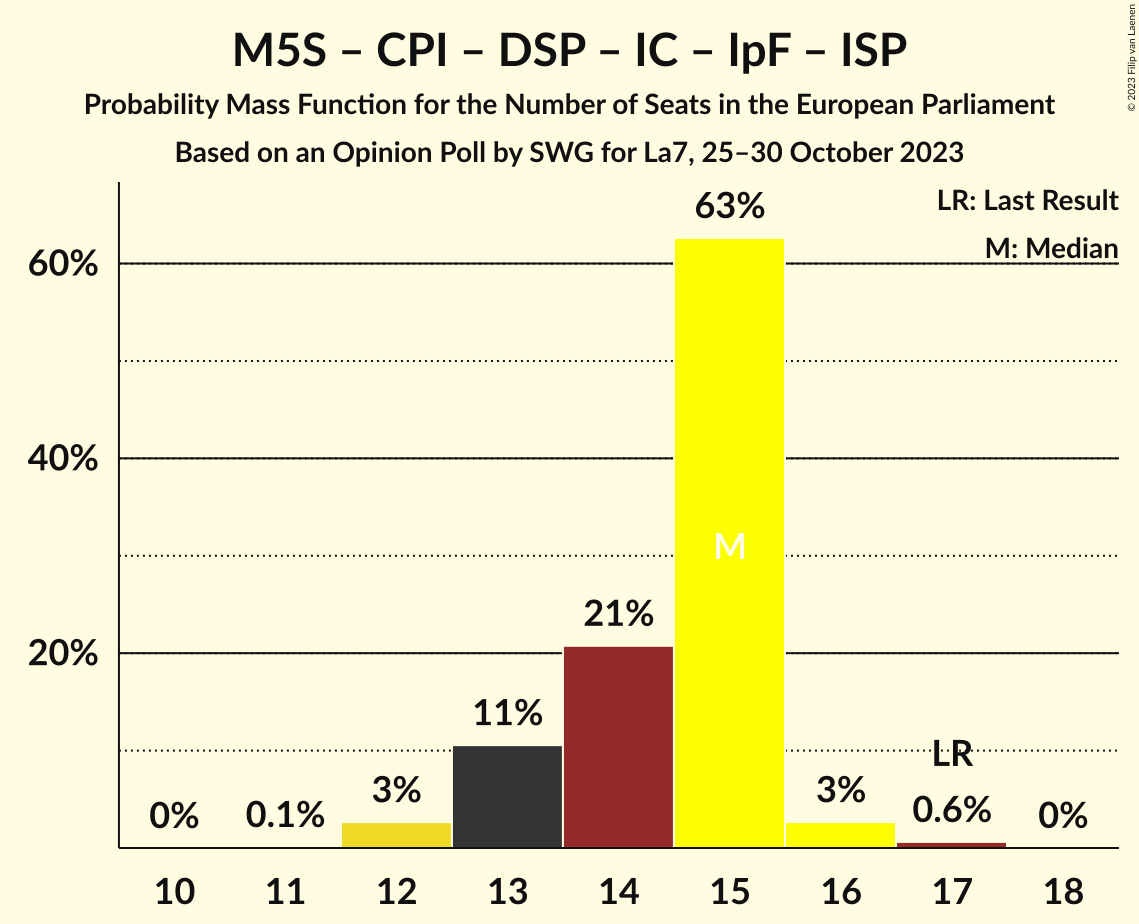 M5S – CPI – DSP – IC – IpF – ISP
Probability Mass Function for the Number of Seats in the European Parliament
Based on an Opinion Poll by SWG for La7, 25–30 October 2023
© 2023 Filip van Laenen
LR: Last Result
M: Median
63%
60%
40%
M
21%
20%
11%
LR
3%
3%
0%
0.1%
0.6%
0%
10 11 12 13 14 15 16 17 18